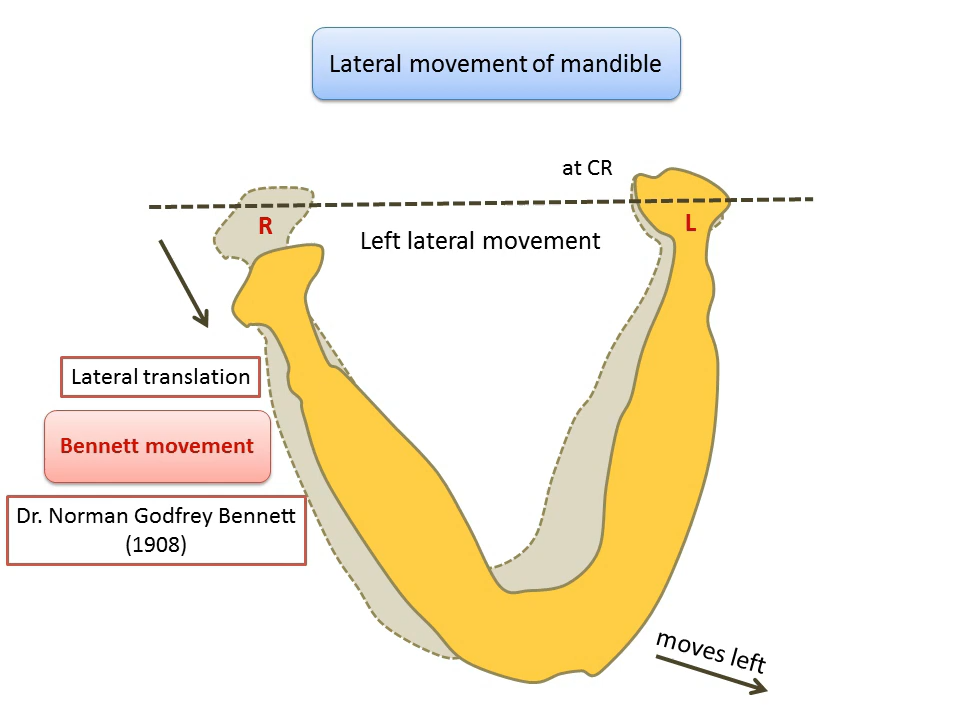 Lateral movement of mandible
at CR
R
L
Left lateral movement
Lateral translation
Bennett movement
Dr. Norman Godfrey Bennett
(1908)
moves left